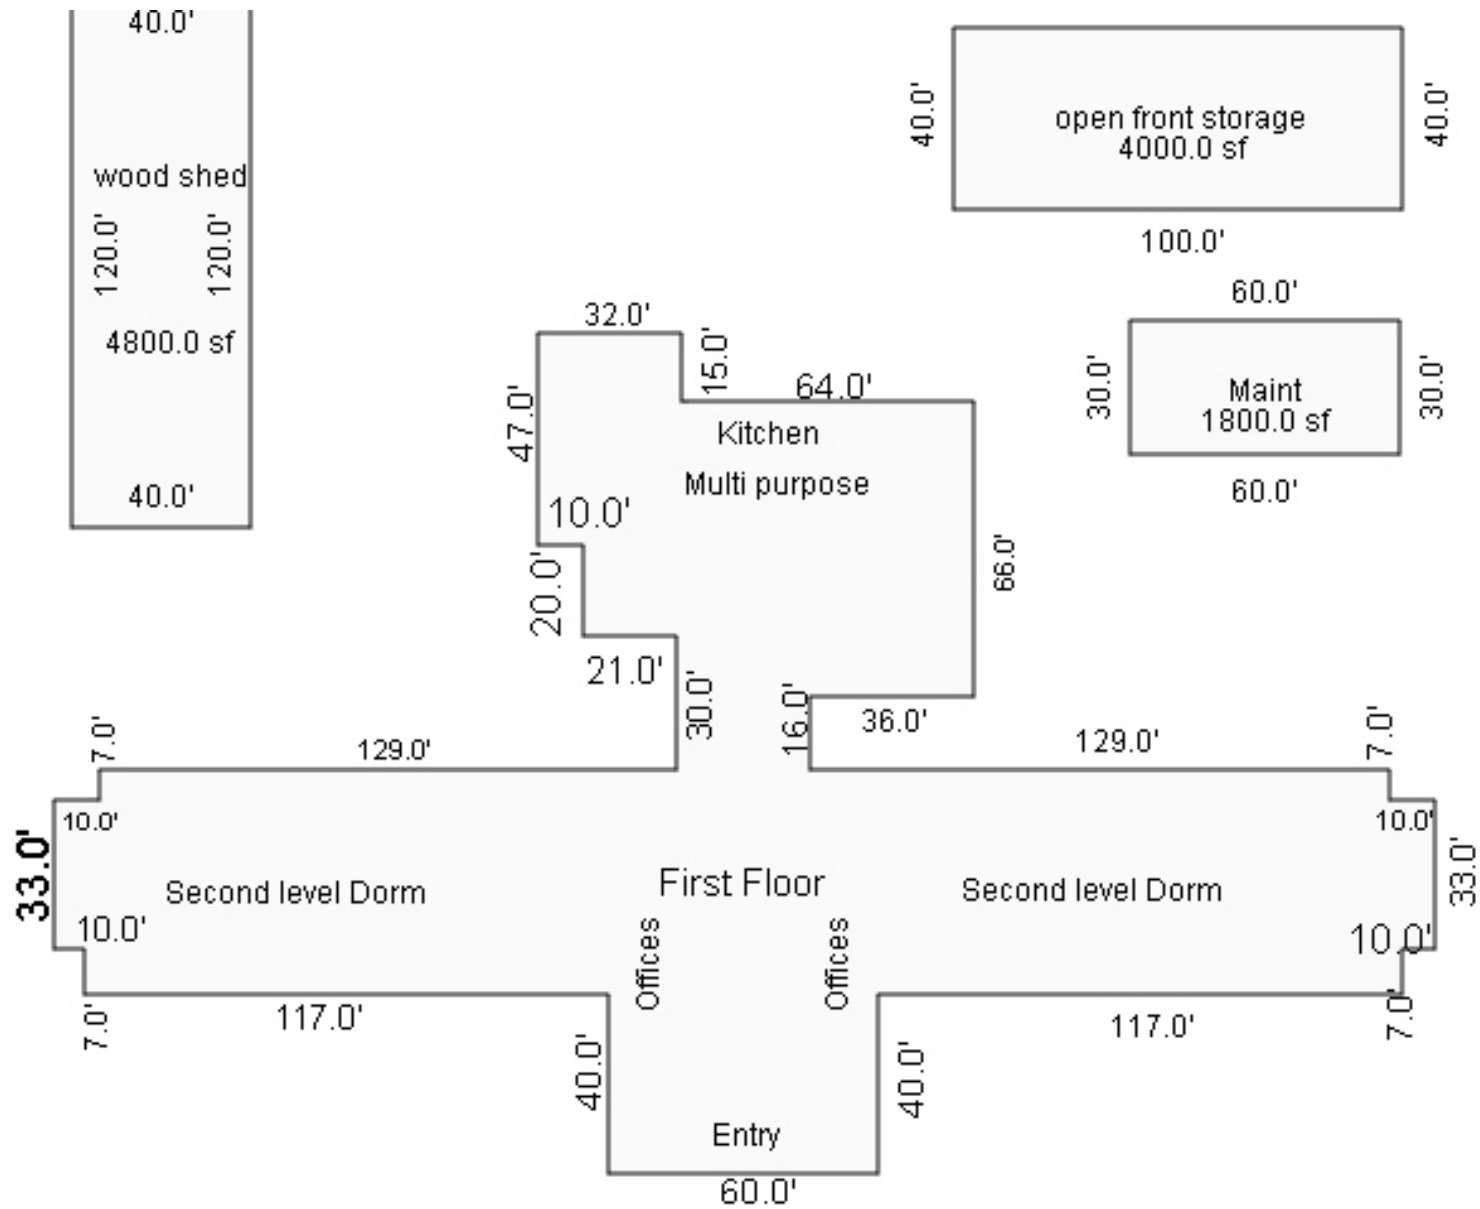 40.0'
wood shed
120.0'
120.0'
4800.0 sf
40.0'
40.0'
open front storage
4000.0 sf
40.0'
100.0'
60.0'
30.0'
Maint
1800.0 sf
30.0'
60.0'
32.0'
15.0'
64.0'
47.0'
Kitchen
Multi purpose
10.0'
20.0'
66.0'
21.0'
30.0'
16.0'
36.0'
7.0'
129.0'
129.0'
7.0'
10.0'
10.0'
33.0'
33.0'
Second level Dorm
First Floor
Second level Dorm
10.0'
Offices
Offices
10.0'
7.0'
117.0'
117.0'
7.0'
40.0'
40.0'
Entry
60.0'